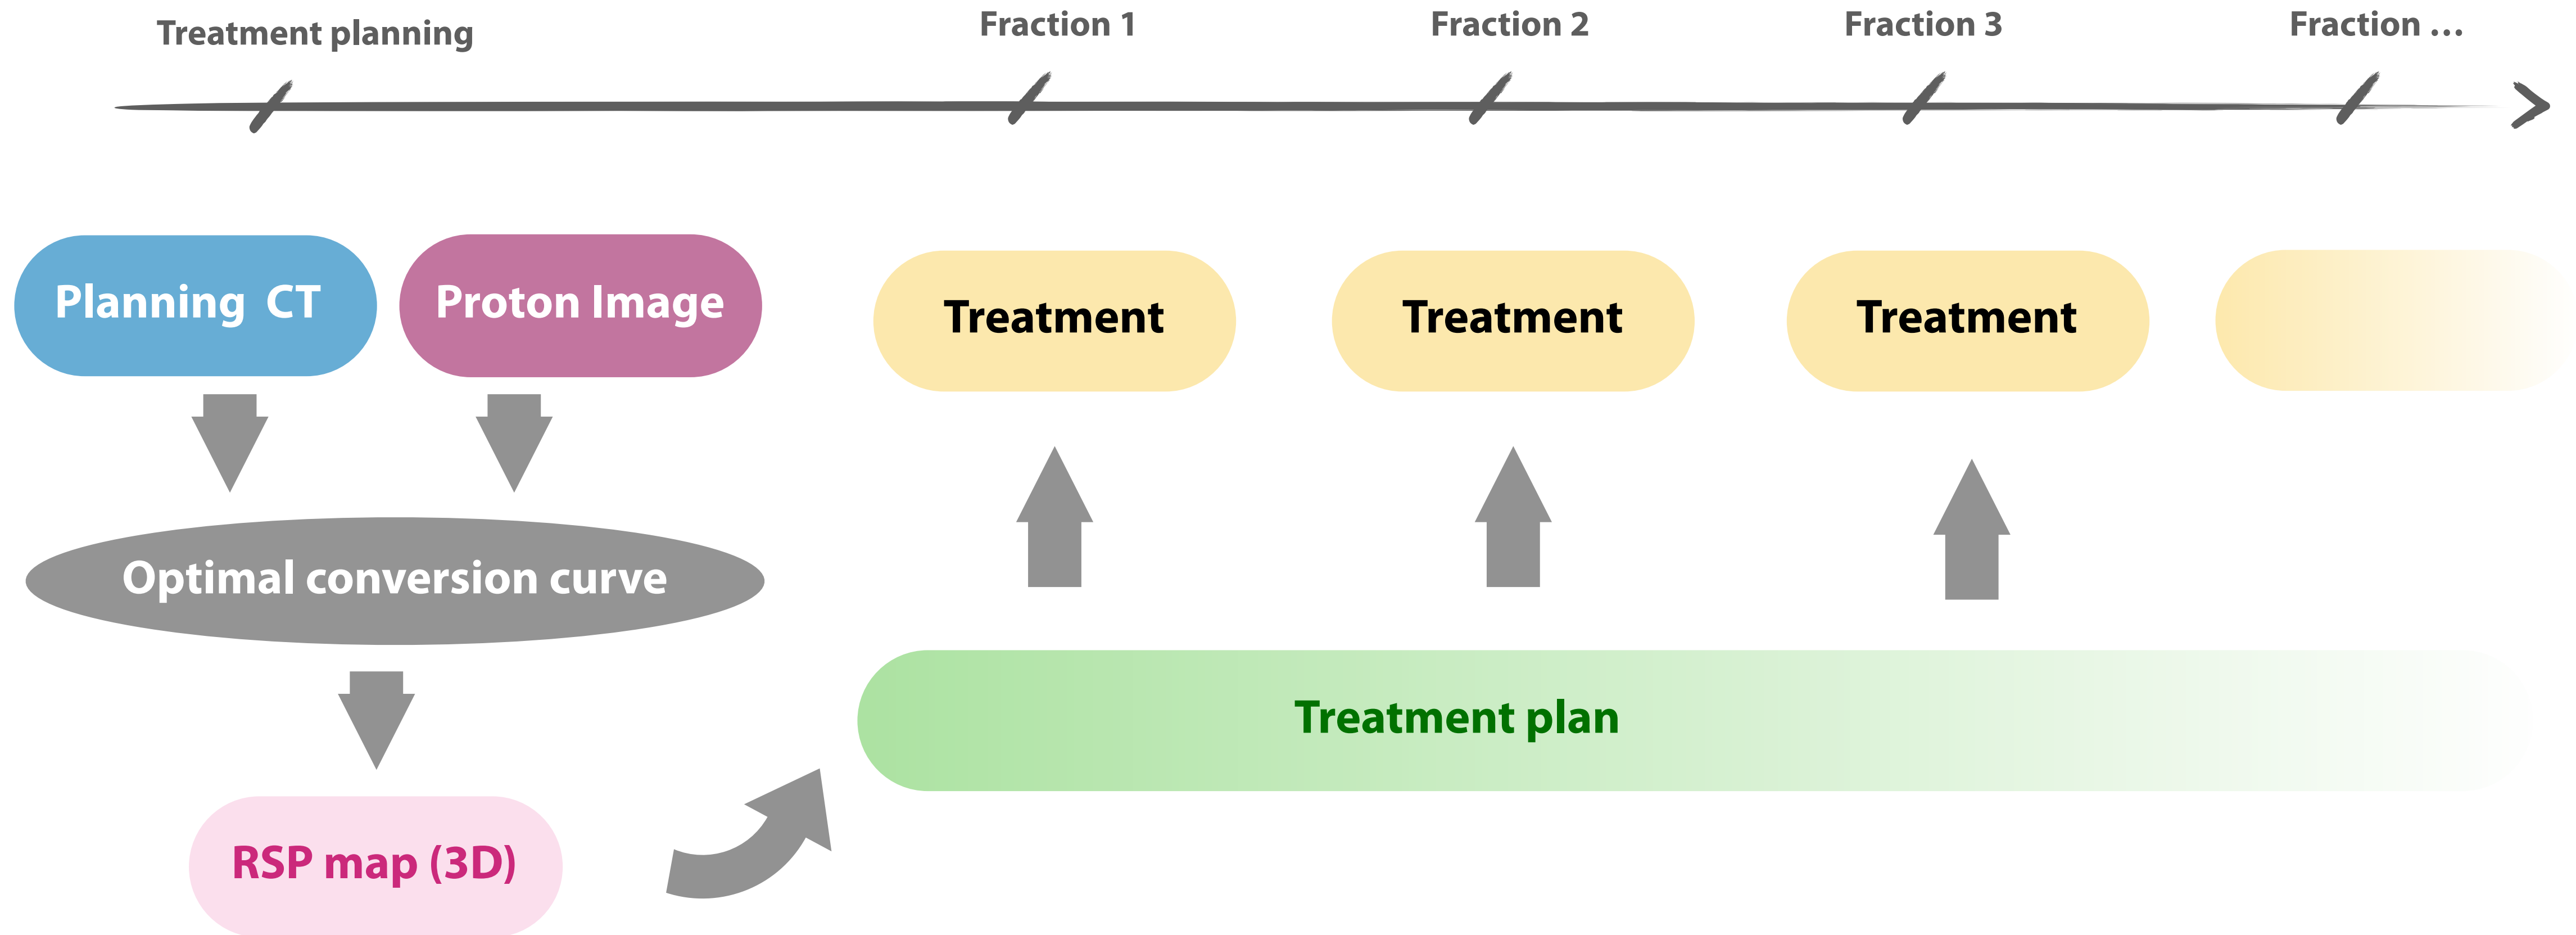 Treatment planning
Fraction 1
Fraction 2
Fraction 3
Fraction ...
Planning CT
Proton Image
Treatment
Treatment
Treatment
Optimal conversion curve
Treatment plan
RSP map (3D)